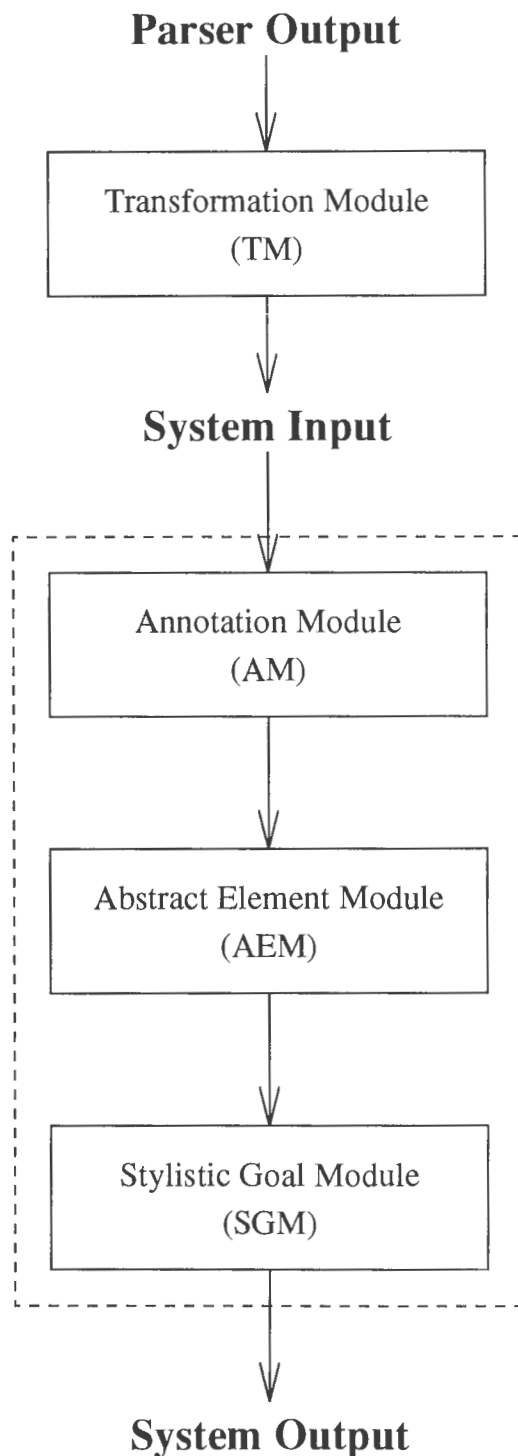 Parser Output
Transformation Module
(TM)
System Input
Annotation Module
(AM)
Abstract Element Module
(AEM)
Stylistic Goal Module
(SGM)
System Output